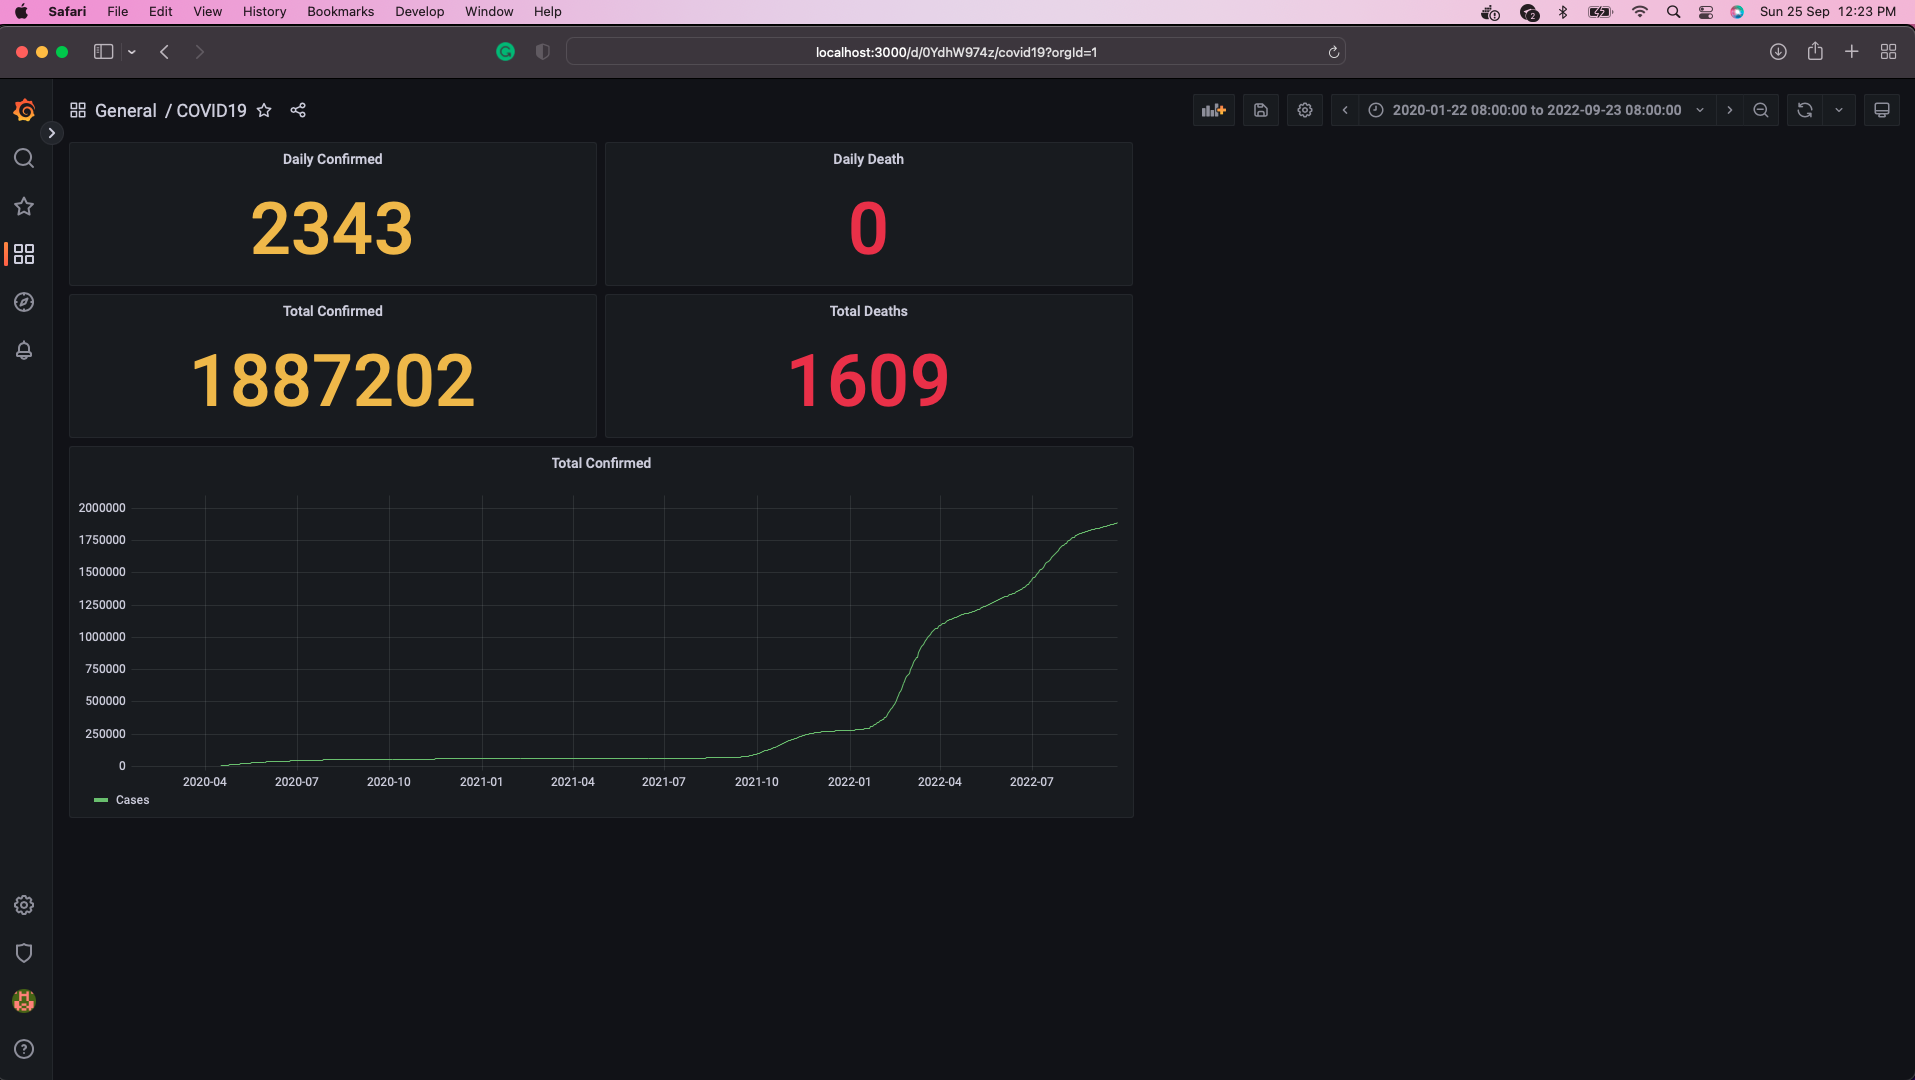 Safari File Edit View History Bookmarks Develop Window Help 2 Sun 25 Sep 12:23 PM
localhost:3000/d/0YdhW974z/covid19?orgId=1
General / COVID19 2020-01-22 08:00:00 to 2022-09-23 08:00:00
Daily Confirmed
2343
Daily Death
0
Total Confirmed
1887202
Total Deaths
1609
Total Confirmed
2000000
1750000
1500000
1250000
1000000
750000
500000
250000
0
2020-04 2020-07 2020-10 2021-01 2021-04 2021-07 2021-10 2022-01 2022-04 2022-07
Cases